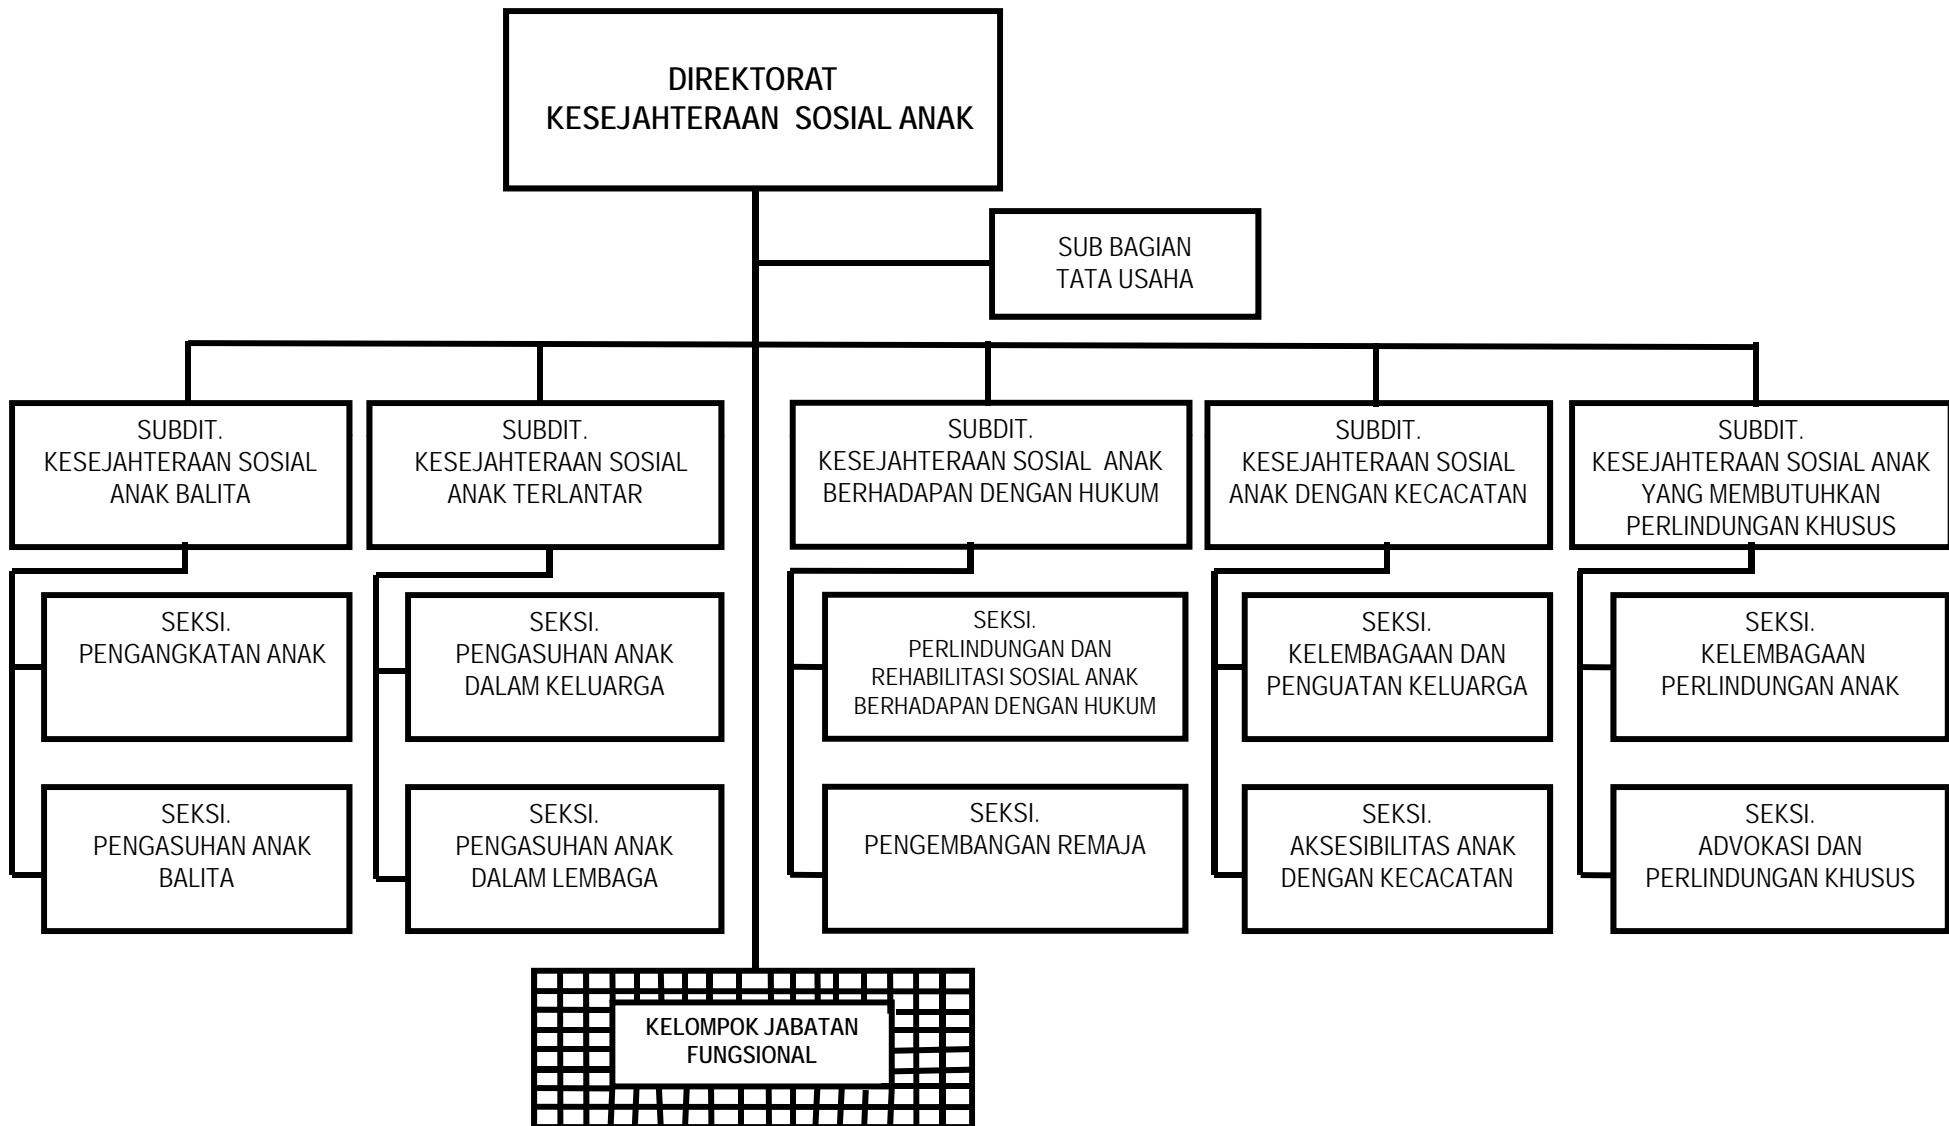 DIREKTORAT
KESEJAHTERAAN SOSIAL ANAK
SUB BAGIAN
TATA USAHA
SUBDIT.
KESEJAHTERAAN SOSIAL
ANAK BALITA
SUBDIT.
KESEJAHTERAAN SOSIAL
ANAK TERLANTAR
SUBDIT.
KESEJAHTERAAN SOSIAL ANAK
BERHADAPAN DENGAN HUKUM
SUBDIT.
KESEJAHTERAAN SOSIAL
ANAK DENGAN KECACATAN
SUBDIT.
KESEJAHTERAAN SOSIAL ANAK
YANG MEMBUTUHKAN
PERLINDUNGAN KHUSUS
SEKSI.
PENGANGKATAN ANAK
SEKSI.
PENGASUHAN ANAK
DALAM KELUARGA
SEKSI.
PERLINDUNGAN DAN
REHABILITASI SOSIAL ANAK
BERHADAPAN DENGAN HUKUM
SEKSI.
KELEMBAGAAN DAN
PENGUATAN KELUARGA
SEKSI.
KELEMBAGAAN
PERLINDUNGAN ANAK
SEKSI.
PENGASUHAN ANAK
BALITA
SEKSI.
PENGASUHAN ANAK
DALAM LEMBAGA
SEKSI.
PENGEMBANGAN REMAJA
SEKSI.
AKSESIBILITAS ANAK
DENGAN KECACATAN
SEKSI.
ADVOKASI DAN
PERLINDUNGAN KHUSUS
KELOMPOK JABATAN
FUNGSIONAL